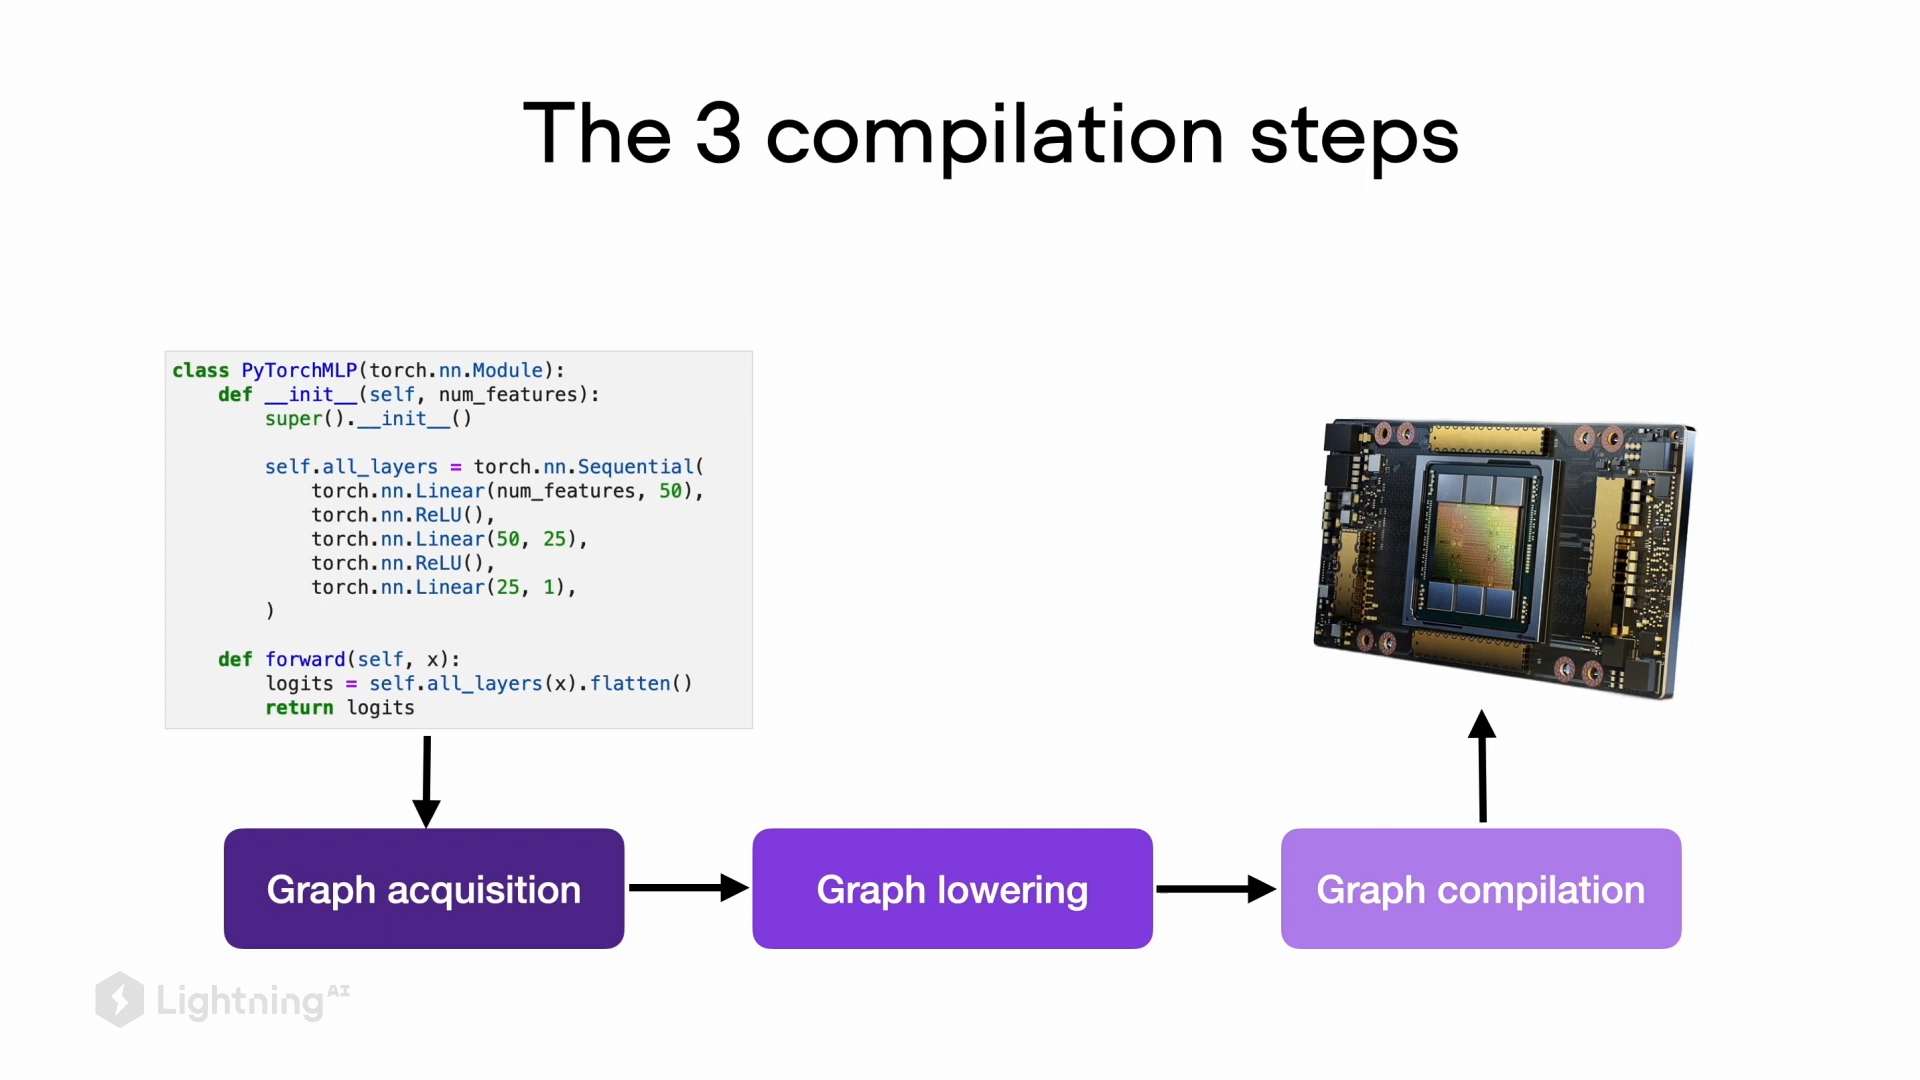 The 3 compilation steps
class PyTorchMLP(torch.nn.Module):
    def __init__(self, num_features):
        super().__init__()
        self.all_layers = torch.nn.Sequential(
            torch.nn.Linear(num_features, 50),
            torch.nn.ReLU(),
            torch.nn.Linear(50, 25),
            torch.nn.ReLU(),
            torch.nn.Linear(25, 1),
        )
    def forward(self, x):
        logits = self.all_layers(x).flatten()
        return logits
Graph acquisition
Graph lowering
Graph compilation
Lightning AI